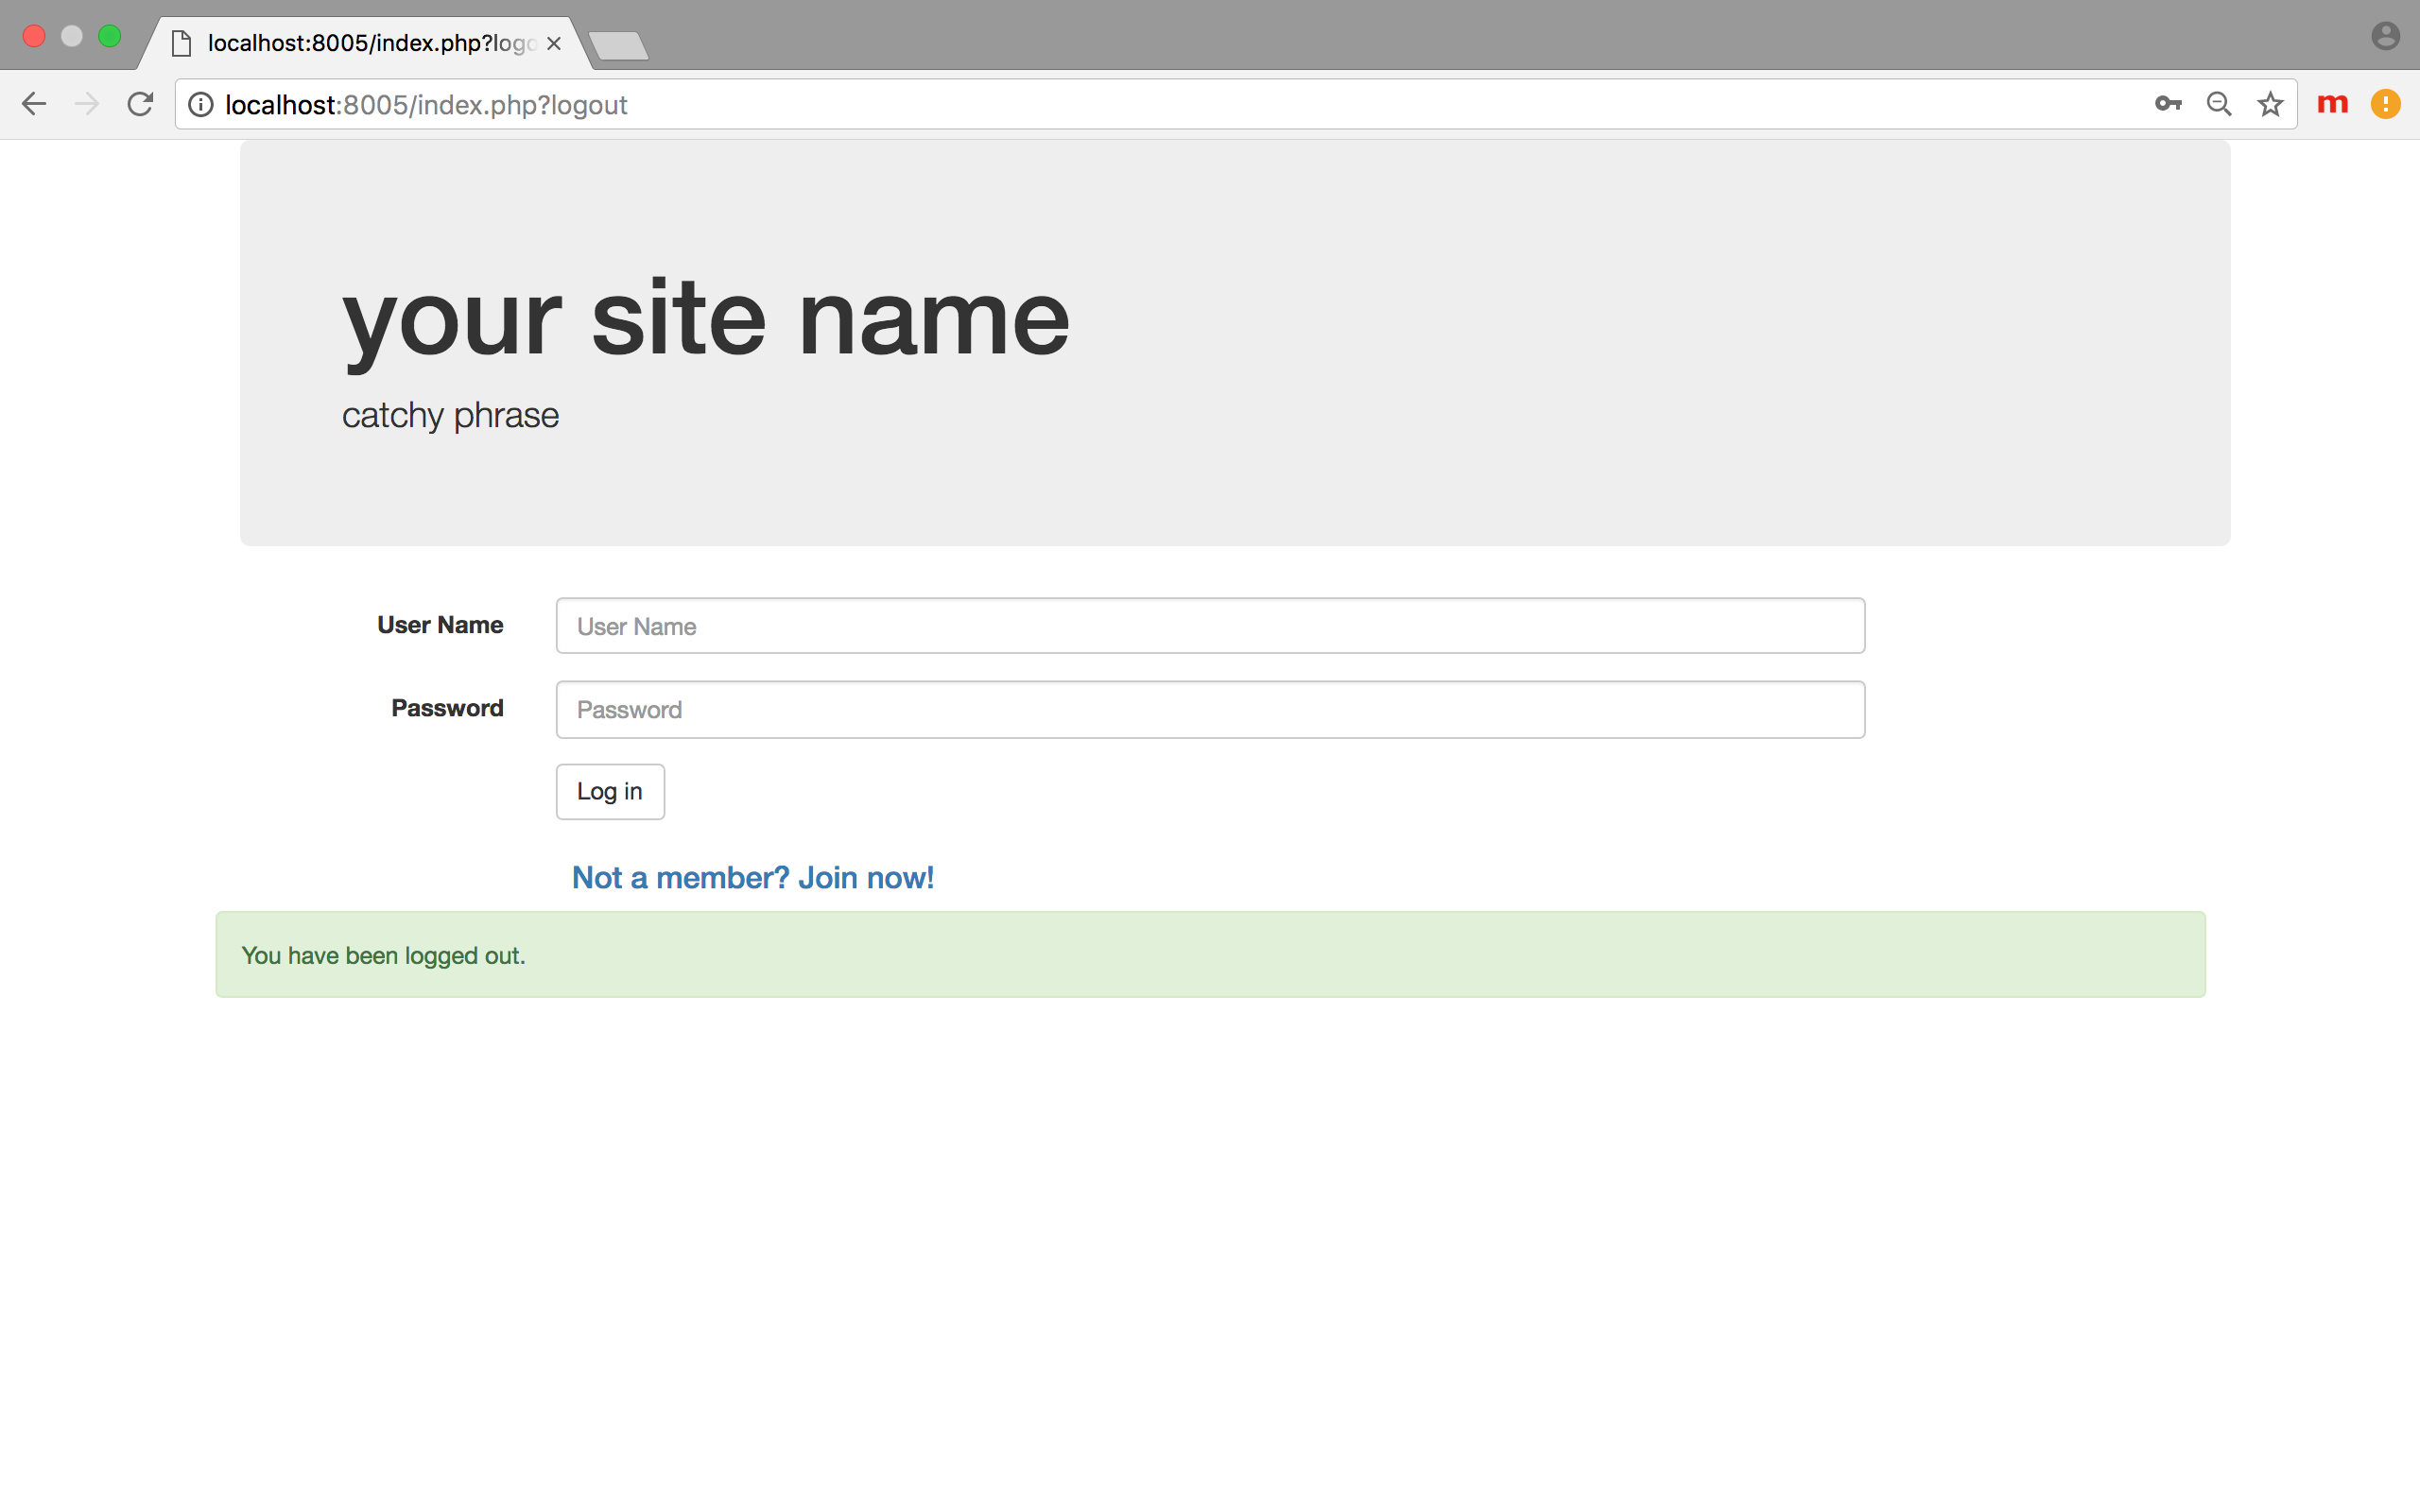 localhost:8005/index.php?logo
localhost:8005/index.php?logout
m
your site name
catchy phrase
User Name
User Name
Password
Password
Log in
Not a member? Join now!
You have been logged out.